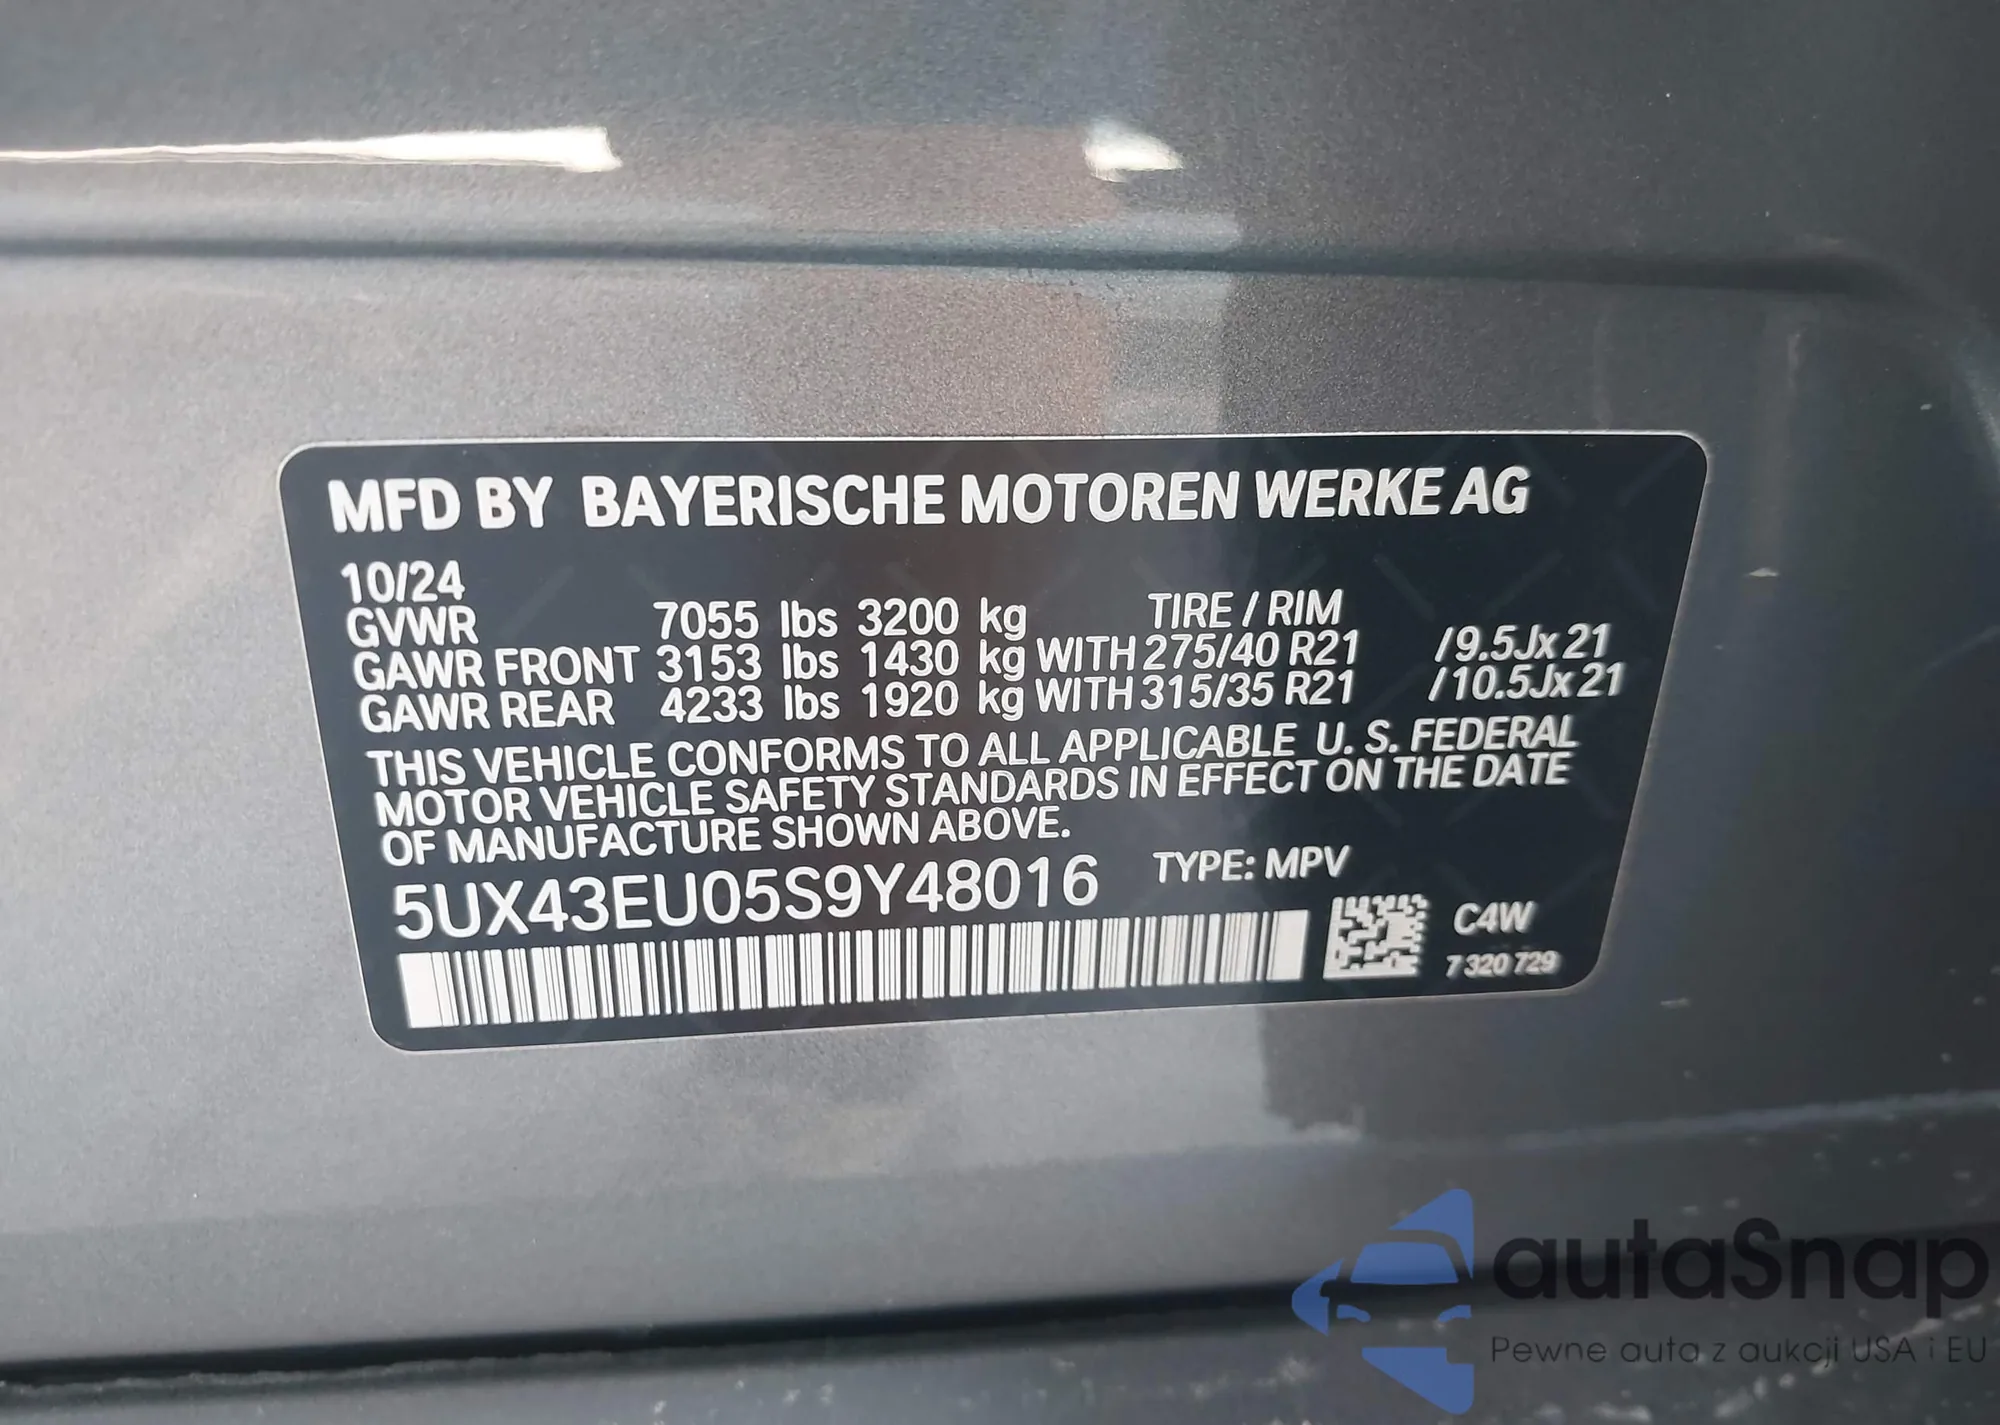 MFD BY BAYERISCHE MOTOREN WERKE AG
10/24
TIRE / RIM
GVWR 7055 lbs 3200 kg
GAWR FRONT 3153 lbs 1430 kg WITH 275/40 R21 /9.5Jx21
GAWR REAR 4233 lbs 1920 kg WITH 315/35 R21 /10.5Jx21
THIS VEHICLE CONFORMS TO ALL APPLICABLE U. S. FEDERAL
MOTOR VEHICLE SAFETY STANDARDS IN EFFECT ON THE DATE
OF MANUFACTURE SHOWN ABOVE.
5UX43EU05S9Y48016 TYPE: MPV
C4W
7 320 729
autaSnap
Pewne auta z aukcji USA i EU